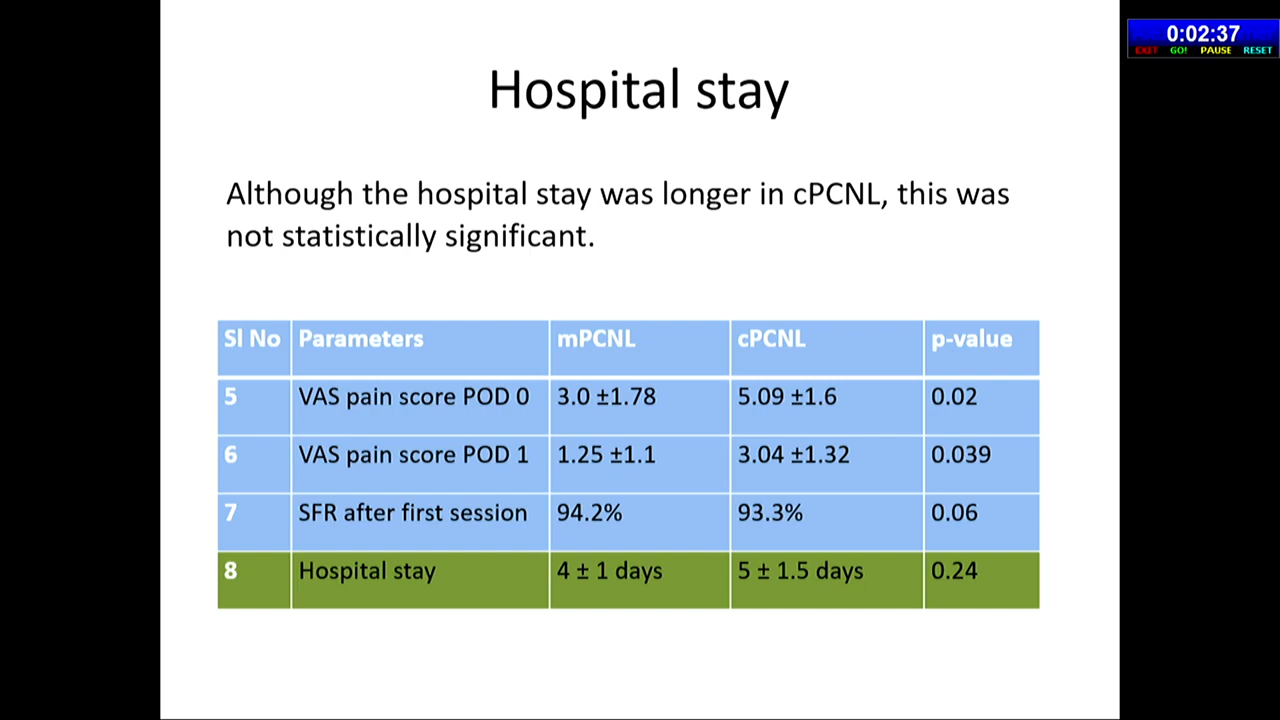 0:02:37
EXIT GO! PAUSE RESET
Hospital stay
Although the hospital stay was longer in cPCNL, this was
not statistically significant.
Sl No Parameters mPCNL cPCNL p-value
5 VAS pain score POD 0 3.0 ±1.78 5.09 ±1.6 0.02
6 VAS pain score POD 1 1.25 ±1.1 3.04 ±1.32 0.039
7 SFR after first session 94.2% 93.3% 0.06
8 Hospital stay 4 ± 1 days 5 ± 1.5 days 0.24